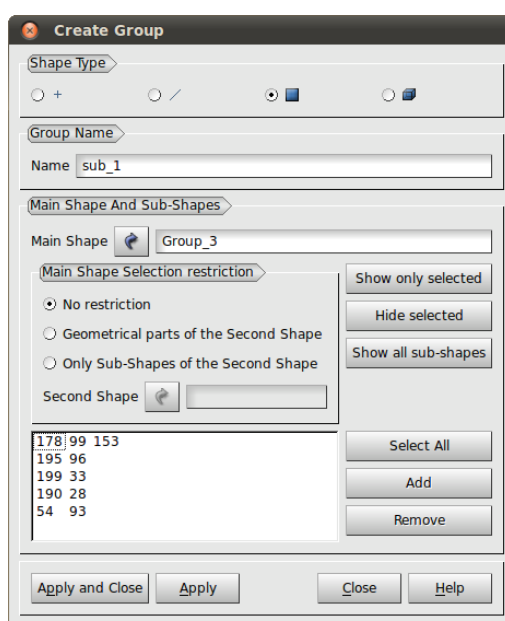 Create Group
Shape Type
Group Name
Name sub_1
Main Shape And Sub-Shapes
Main Shape Group_3
Main Shape Selection restriction
Show only selected
No restriction
Hide selected
Geometrical parts of the Second Shape
Show all sub-shapes
Only Sub-Shapes of the Second Shape
Second Shape
178 99 153
Select All
195 96
199 33
Add
190 28
54 93
Remove
Apply and Close Apply Close Help